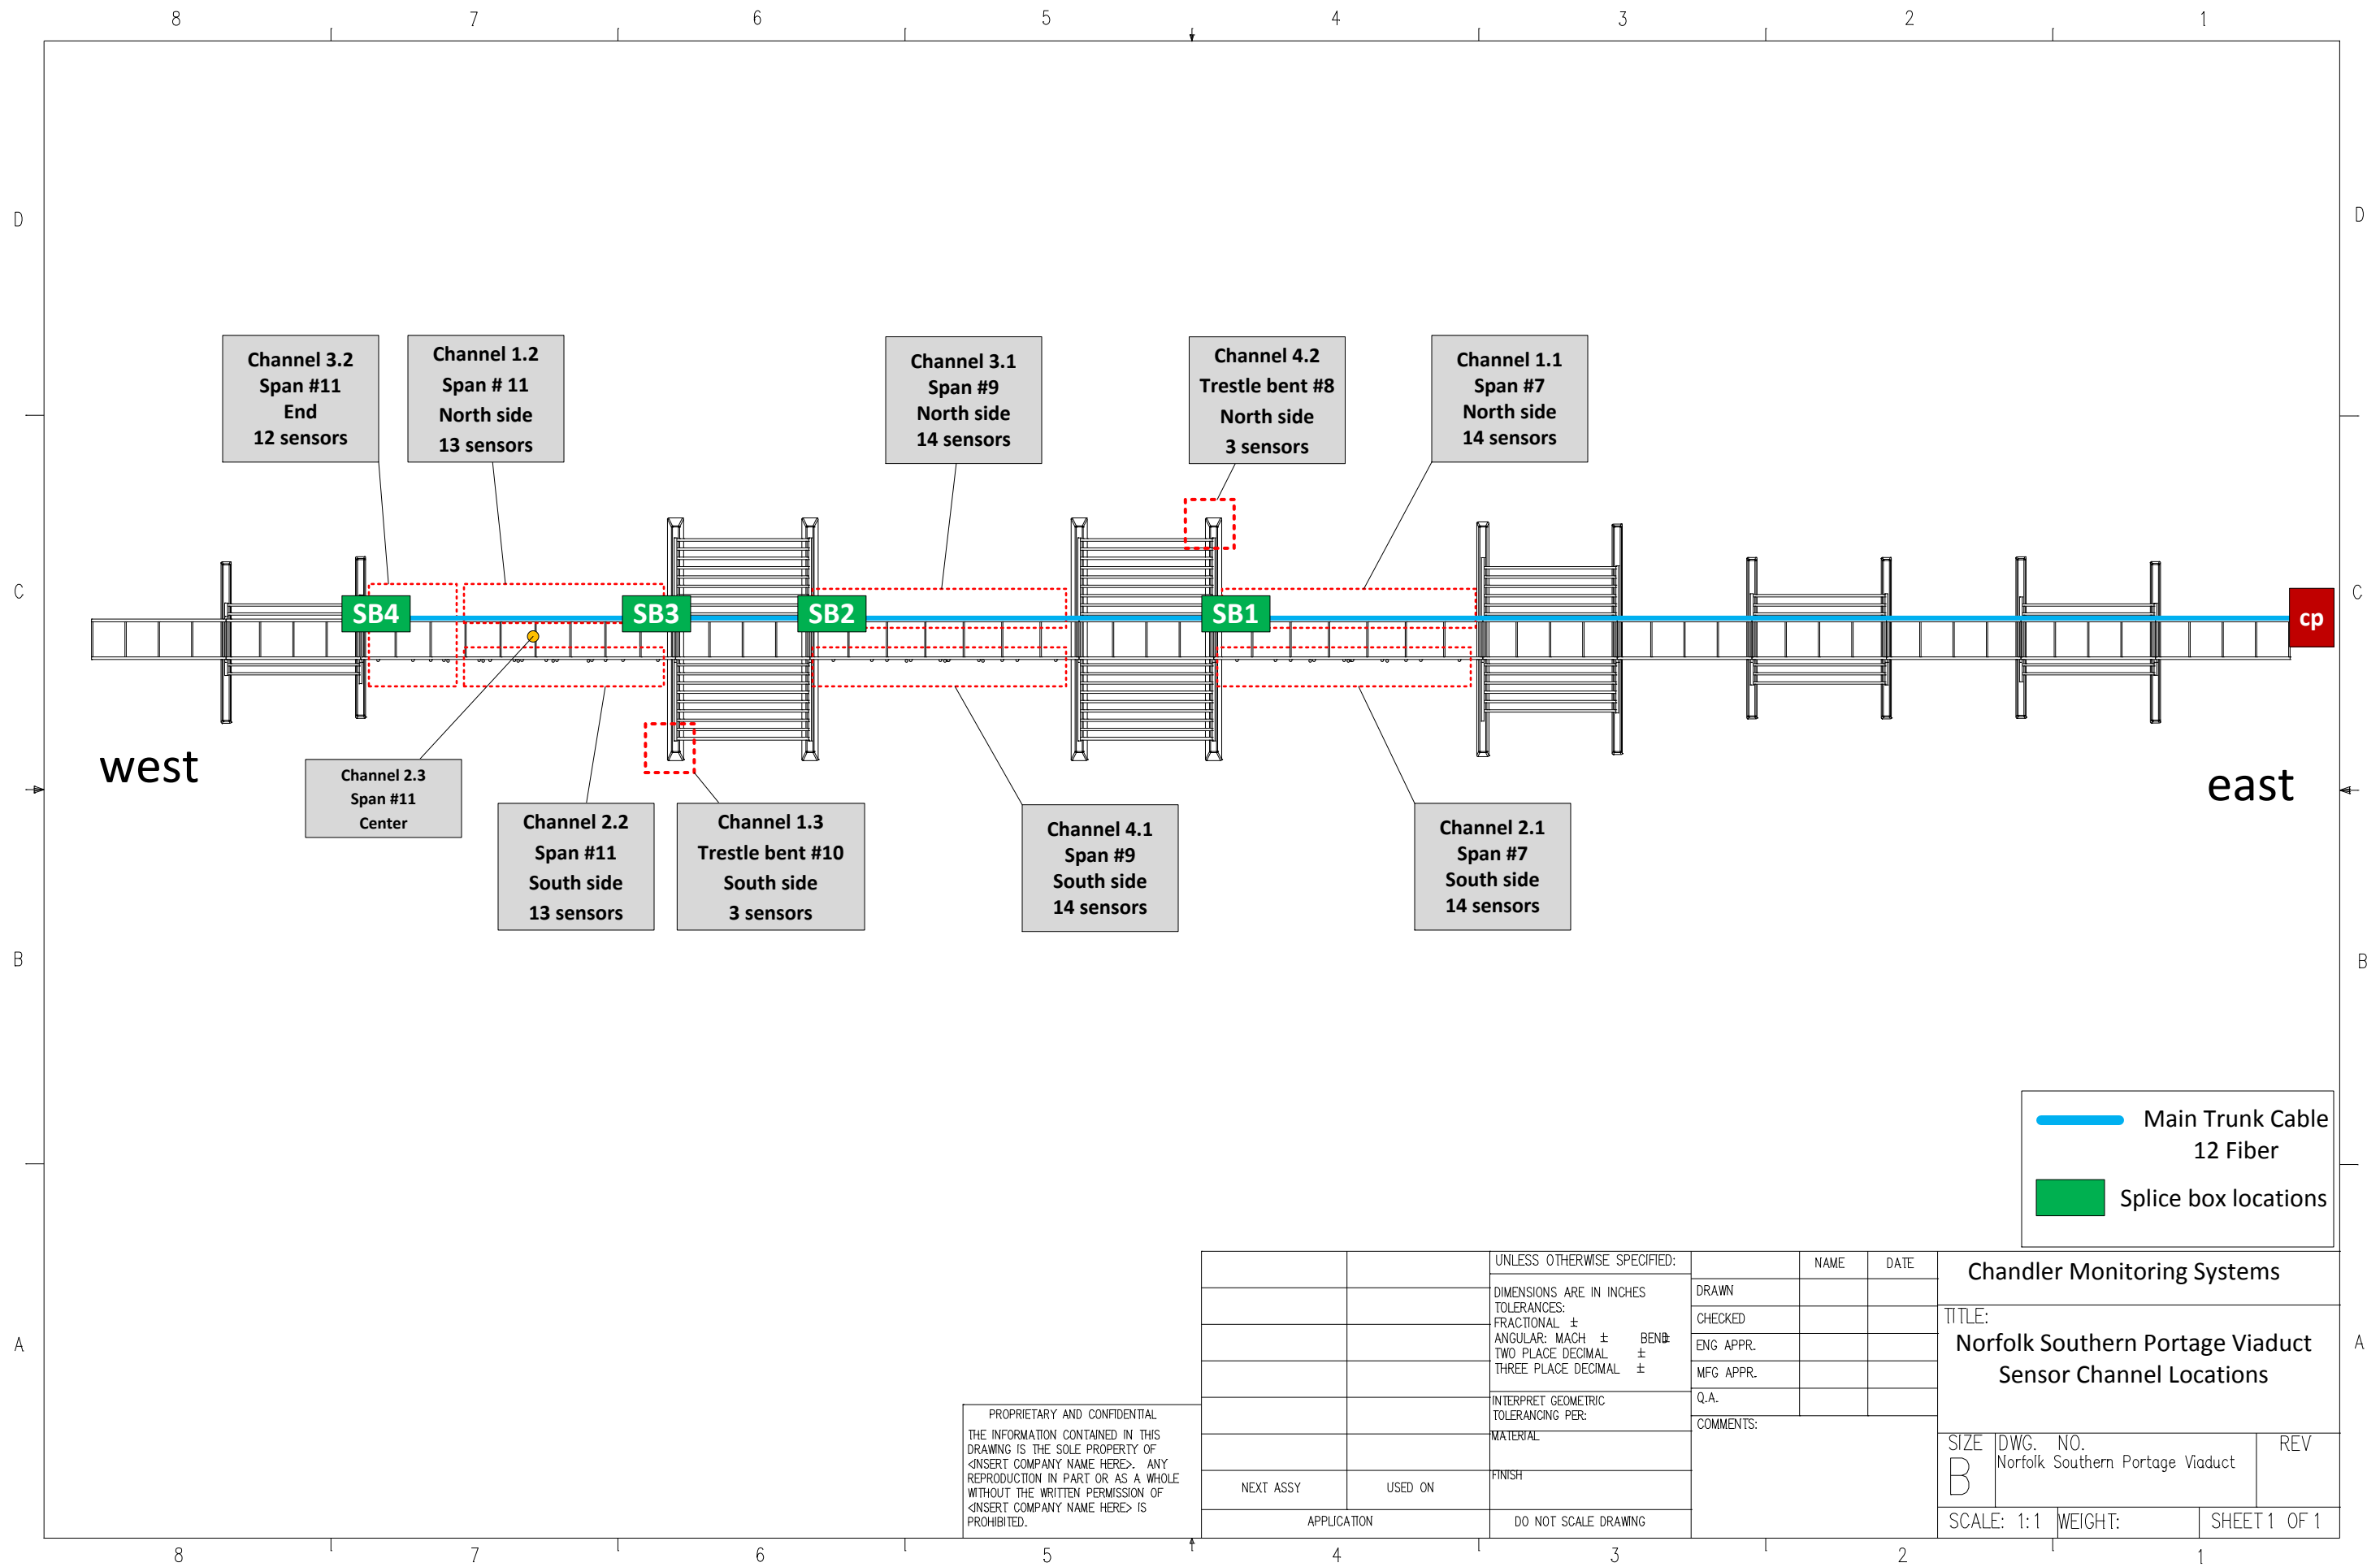 8 7 6 5 4 3 2 1
D D
Channel 3.2
Span #11
End
12 sensors
Channel 1.2
Span # 11
North side
13 sensors
Channel 3.1
Span #9
North side
14 sensors
Channel 4.2
Trestle bent #8
North side
3 sensors
Channel 1.1
Span #7
North side
14 sensors
C C
SB4
SB3
SB2
SB1
cp
west
east
Channel 2.3
Span #11
Center
Channel 2.2
Span #11
South side
13 sensors
Channel 1.3
Trestle bent #10
South side
3 sensors
Channel 4.1
Span #9
South side
14 sensors
Channel 2.1
Span #7
South side
14 sensors
B B
Main Trunk Cable
12 Fiber
Splice box locations
A A
PROPRIETARY AND CONFIDENTIAL
THE INFORMATION CONTAINED IN THIS
DRAWING IS THE SOLE PROPERTY OF
<INSERT COMPANY NAME HERE>. ANY
REPRODUCTION IN PART OR AS A WHOLE
WITHOUT THE WRITTEN PERMISSION OF
<INSERT COMPANY NAME HERE> IS
PROHIBITED.
NEXT ASSY USED ON
APPLICATION
UNLESS OTHERWISE SPECIFIED:
DIMENSIONS ARE IN INCHES
TOLERANCES:
FRACTIONAL ±
ANGULAR: MACH ± BEND ±
TWO PLACE DECIMAL ±
THREE PLACE DECIMAL ±
INTERPRET GEOMETRIC
TOLERANCING PER:
MATERIAL
FINISH
DO NOT SCALE DRAWING
NAME DATE
DRAWN
CHECKED
ENG APPR.
MFG APPR.
Q.A.
COMMENTS:
Chandler Monitoring Systems
TITLE:
Norfolk Southern Portage Viaduct
Sensor Channel Locations
SIZE DWG. NO. REV
B Norfolk Southern Portage Viaduct
SCALE: 1:1 WEIGHT: SHEET 1 OF 1
8 7 6 5 4 3 2 1